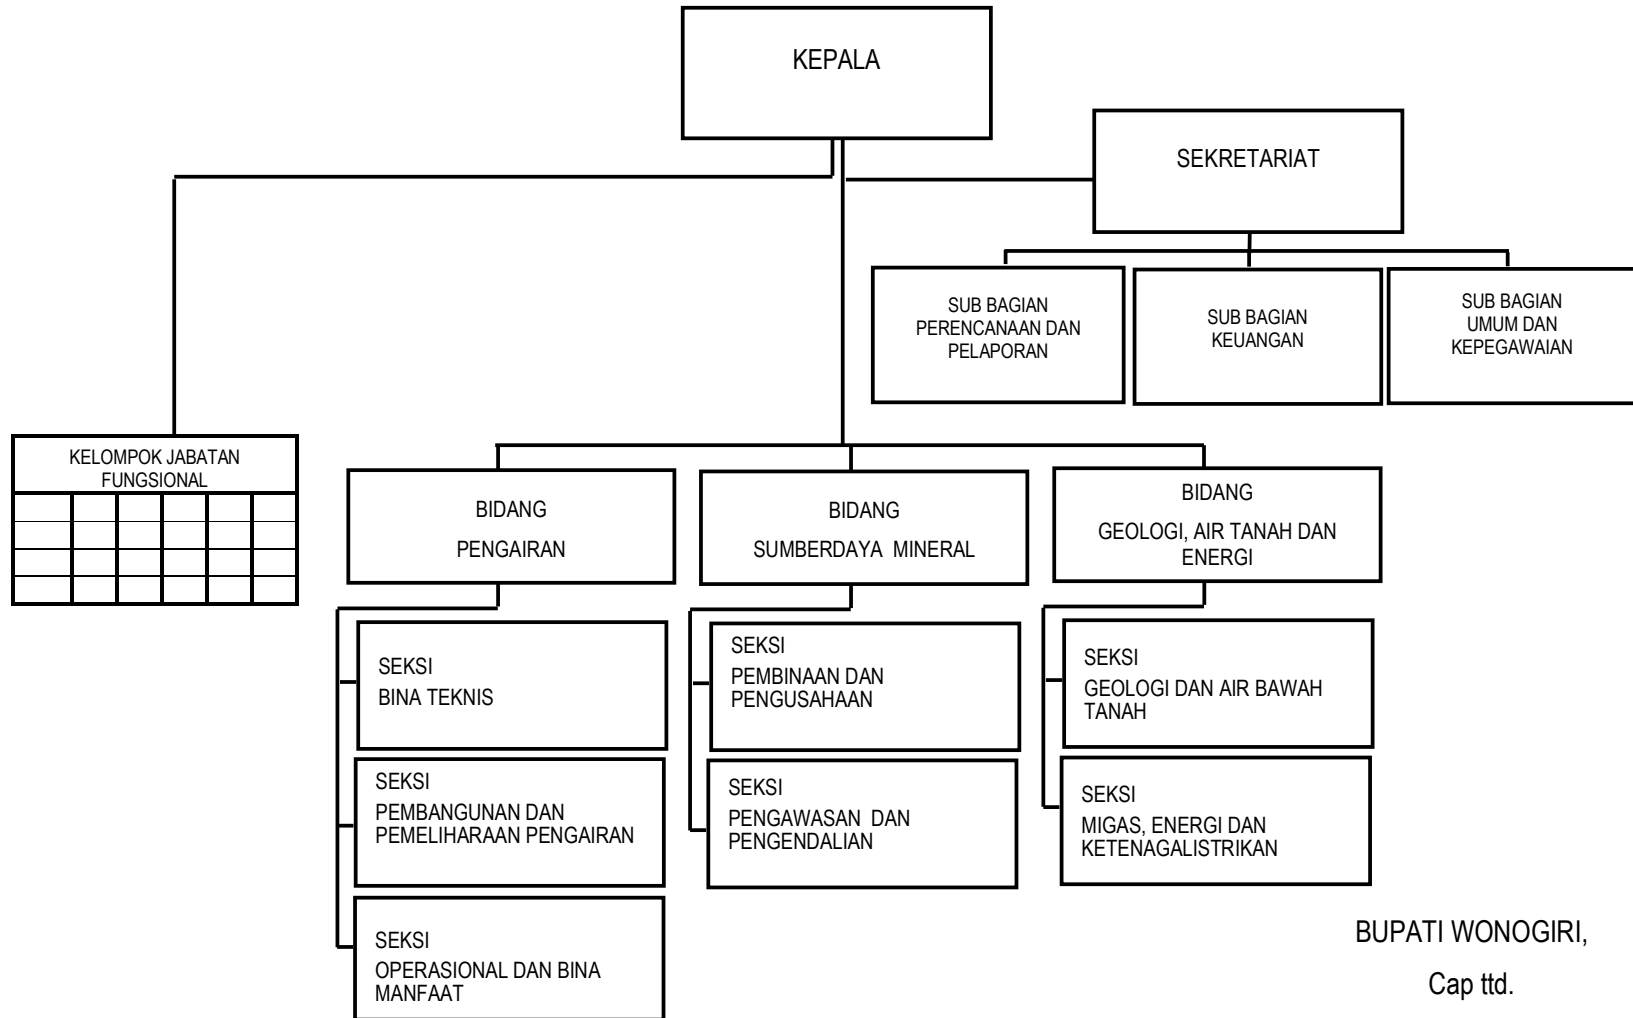 KEPALA
SEKRETARIAT
SUB BAGIAN
PERENCANAAN DAN
PELAPORAN
SUB BAGIAN
KEUANGAN
SUB BAGIAN
UMUM DAN
KEPEGAWAIAN
KELOMPOK JABATAN
FUNGSIONAL
BIDANG
PENGAIRAN
BIDANG
SUMBERDAYA MINERAL
BIDANG
GEOLOGI, AIR TANAH DAN
ENERGI
SEKSI
BINA TEKNIS
SEKSI
PEMBANGUNAN DAN
PEMELIHARAAN PENGAIRAN
SEKSI
OPERASIONAL DAN BINA
MANFAAT
SEKSI
PEMBINAAN DAN
PENGUSAHAAN
SEKSI
PENGAWASAN DAN
PENGENDALIAN
SEKSI
GEOLOGI DAN AIR BAWAH
TANAH
SEKSI
MIGAS, ENERGI DAN
KETENAGALISTRIKAN
BUPATI WONOGIRI,
Cap ttd.